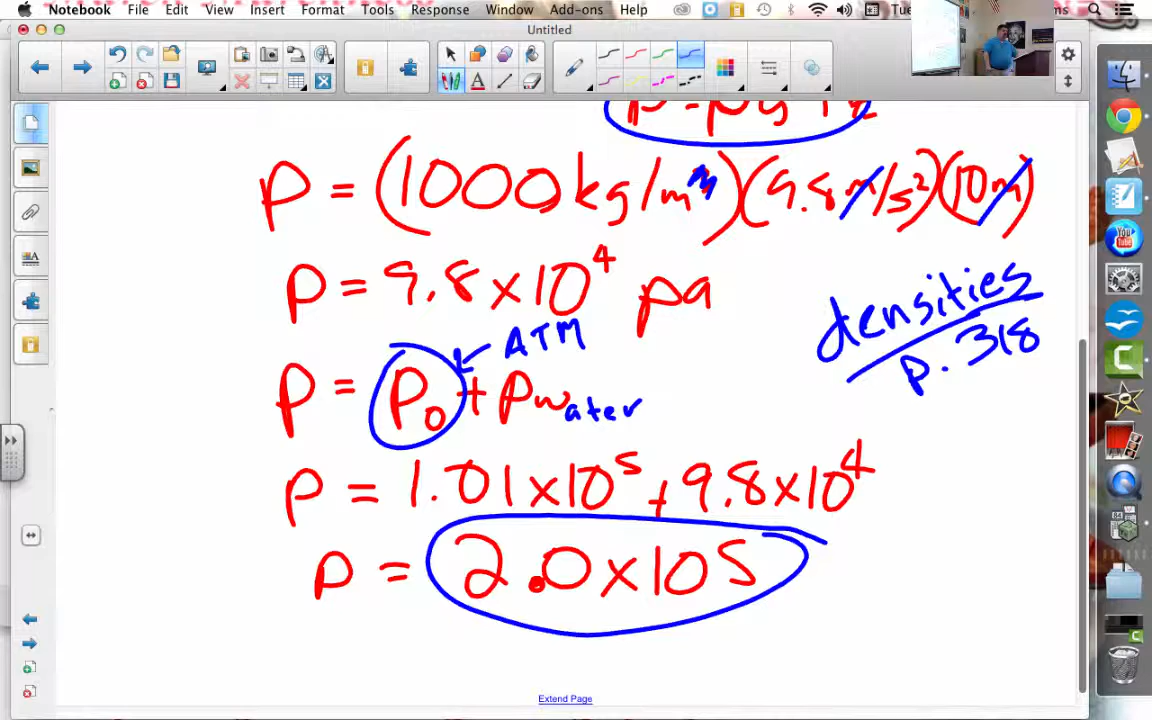 Notebook File Edit View Insert Format Tools Response Window Add-ons Help
Untitled
P = (1000 kg/m³)(9.8 m/s²)(10m)
P = 9.8 x 10⁴ pa
ATM
densities
p. 318
P = P₀ + Pwater
P = 1.01 x 10⁵ + 9.8 x 10⁴
P = 2.0 x 10⁵
Extend Page